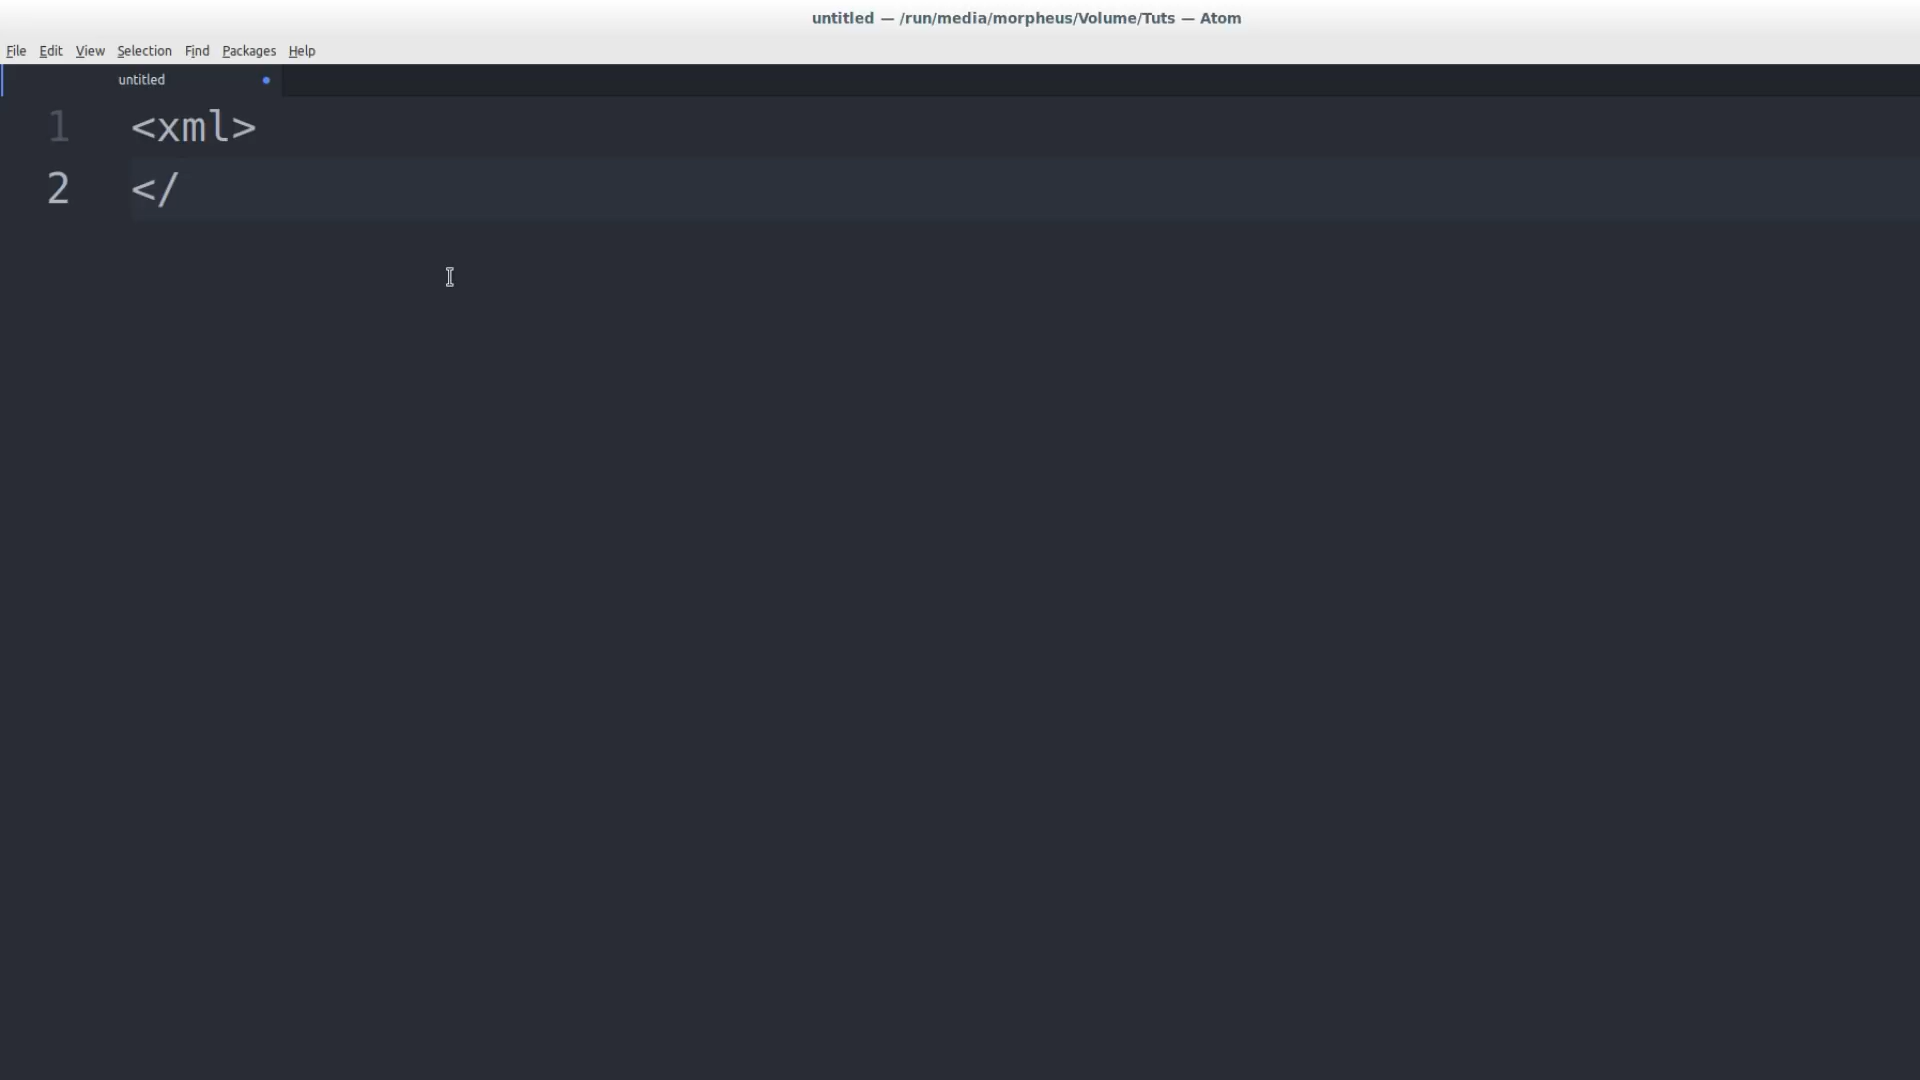 untitled — /run/media/morpheus/Volume/Tuts — Atom
File Edit View Selection Find Packages Help
untitled
1 <xml>
2 </